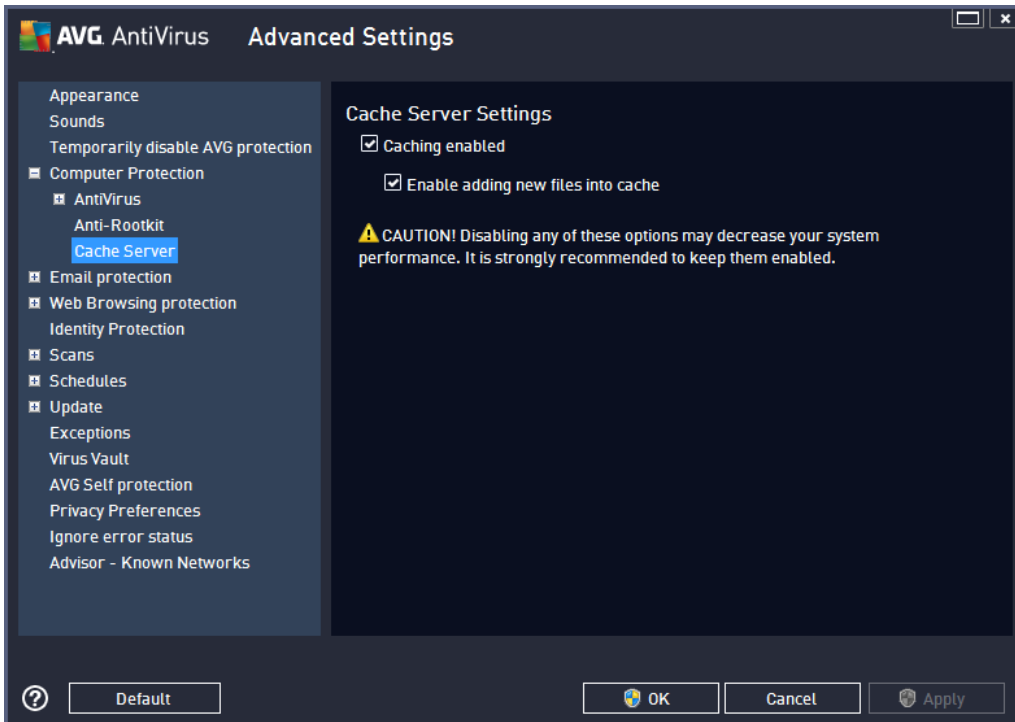 AVG. AntiVirus Advanced Settings
Appearance
Sounds
Temporarily disable AVG protection
Computer Protection
AntiVirus
Anti-Rootkit
Cache Server
Email protection
Web Browsing protection
Identity Protection
Scans
Schedules
Update
Exceptions
Virus Vault
AVG Self protection
Privacy Preferences
Ignore error status
Advisor - Known Networks
Cache Server Settings
Caching enabled
Enable adding new files into cache
CAUTION! Disabling any of these options may decrease your system
performance. It is strongly recommended to keep them enabled.
? Default OK Cancel Apply